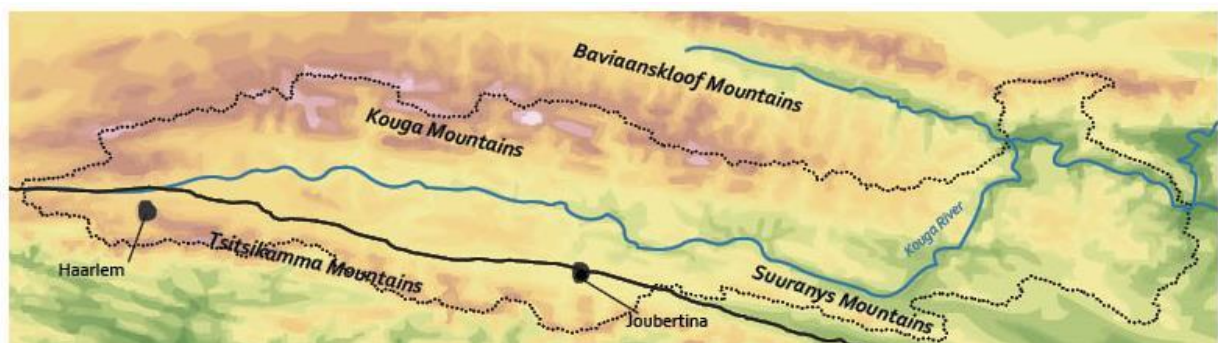 Baviaanskloof Mountains
Kouga Mountains
Kouga River
Tsitsikamma Mountains
Haarlem
Suuranys Mountains
Joubertina